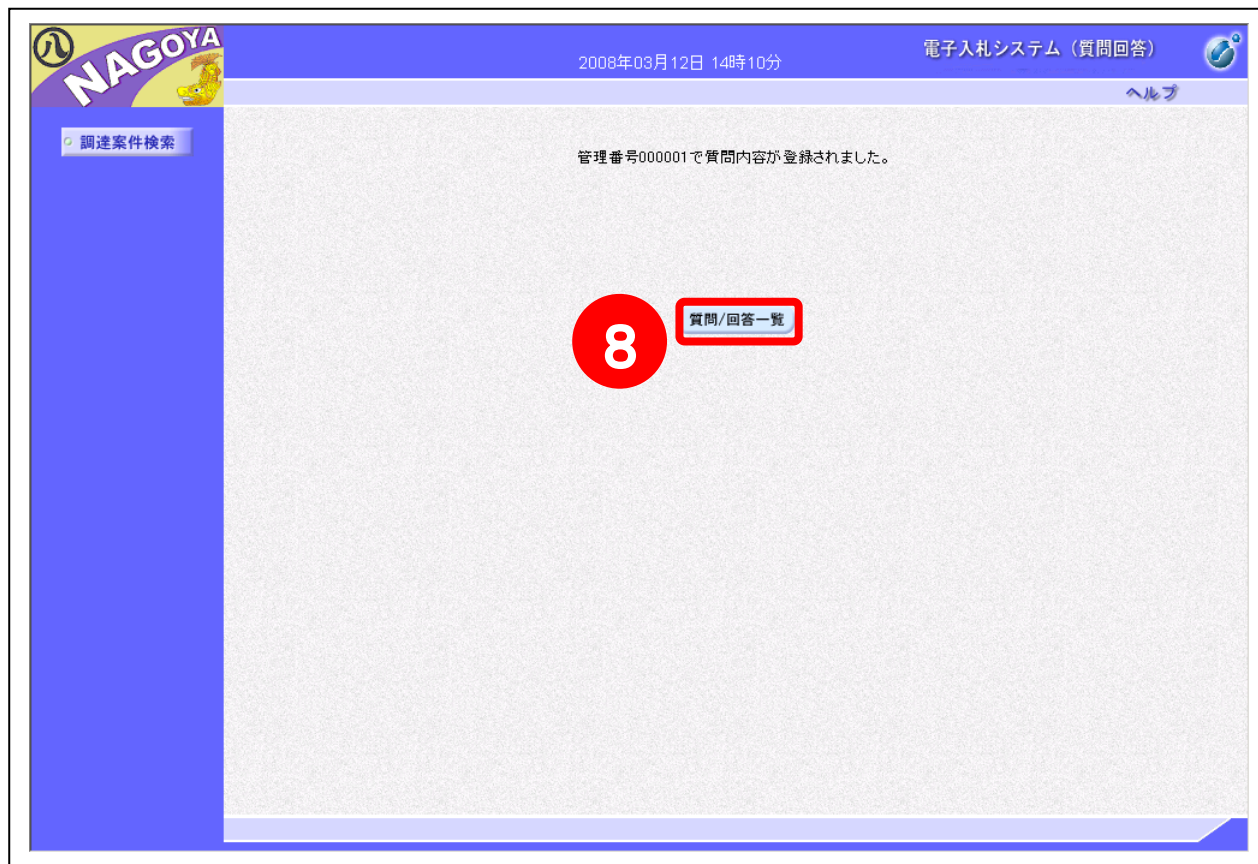 八 NAGOYA
2008年03月12日 14時10分
電子入札システム（質問回答）
ヘルプ
調達案件検索
管理番号000001で質問内容が登録されました。
8
質問/回答一覧